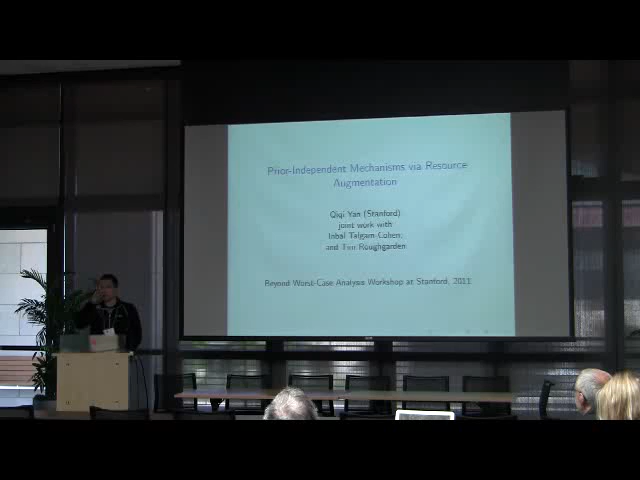 Prior-Independent Mechanisms via Resource
Augmentation
Qiqi Yan (Stanford)
joint work with
Inbal Talgam-Cohen,
and Tim Roughgarden
Beyond Worst-Case Analysis Workshop at Stanford, 2011